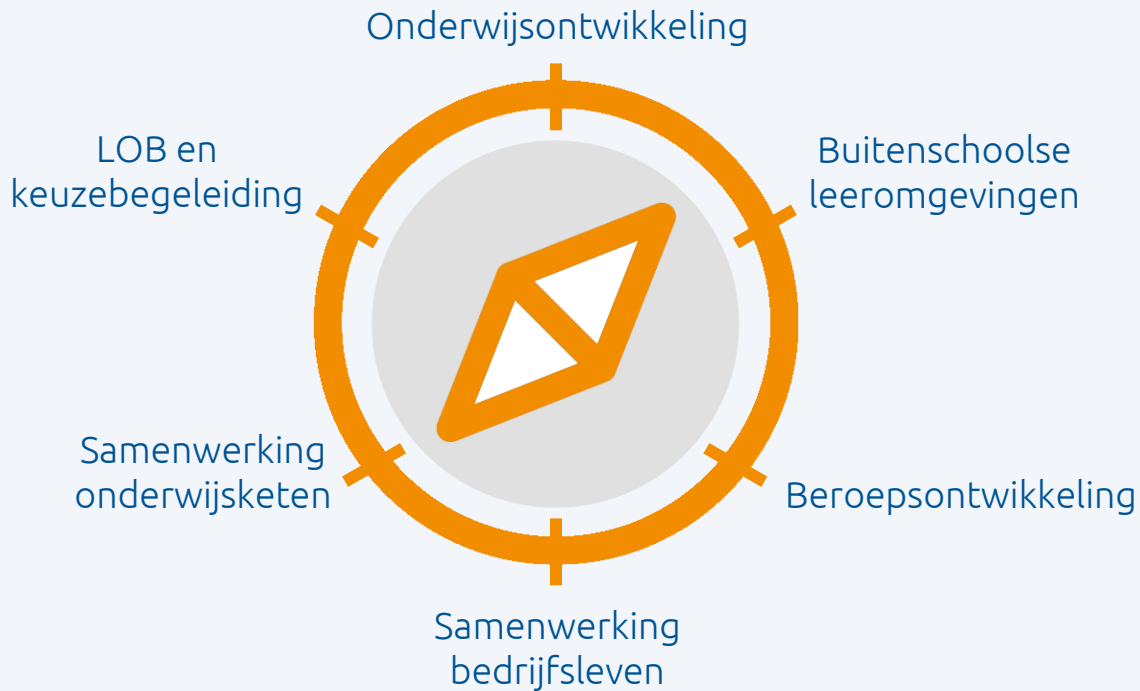 Onderwijsontwikkeling
LOB en
keuzebegeleiding
Buitenschoolse
leeromgevingen
Samenwerking
onderwijsketen
Beroepsontwikkeling
Samenwerking
bedrijfsleven